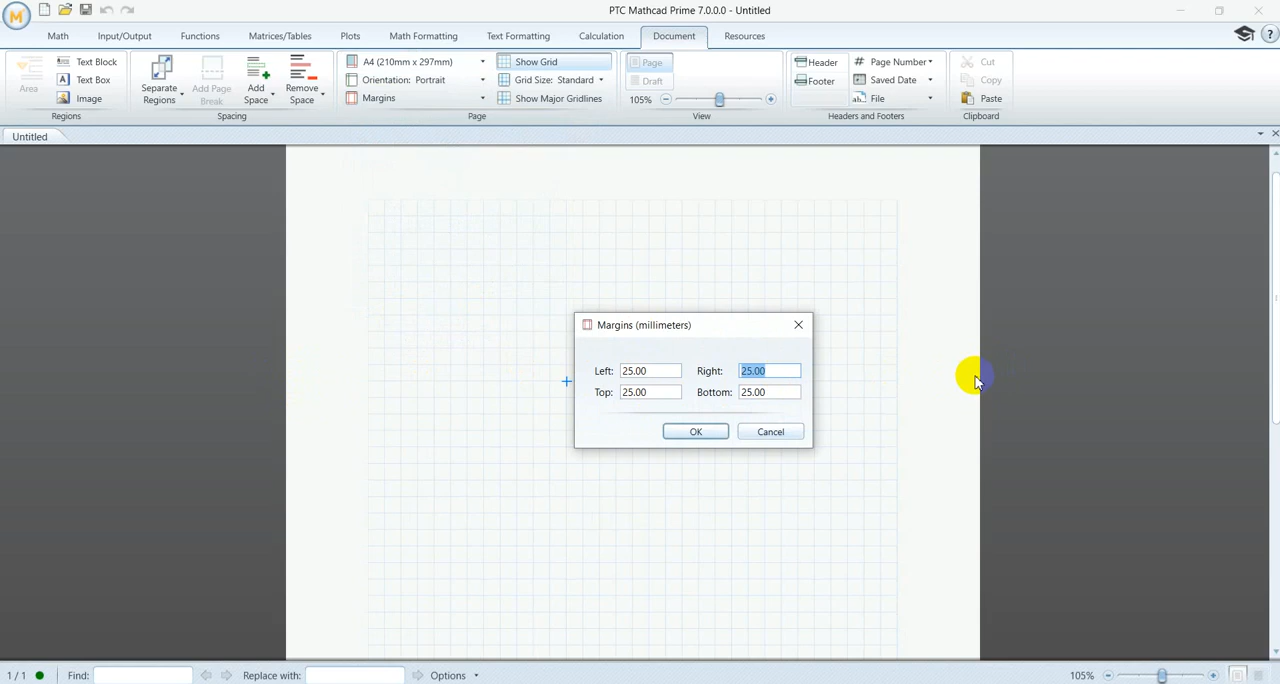 PTC Mathcad Prime 7.0.0.0 - Untitled
Math Input/Output Functions Matrices/Tables Plots Math Formatting Text Formatting Calculation Document Resources
Area
Text Block
Text Box
Image
Regions
Separate Regions
Add Page Break
Add Space
Remove Space
Spacing
A4 (210mm x 297mm)
Orientation: Portrait
Margins
Show Grid
Grid Size: Standard
Show Major Gridlines
Page
Page
Draft
105%
View
Header
Footer
# Page Number
Saved Date
File
Headers and Footers
Cut
Copy
Paste
Clipboard
Untitled
Margins (millimeters)
Left: 25.00 Right: 25.00
Top: 25.00 Bottom: 25.00
OK Cancel
1 / 1 Find: Replace with: Options 105%